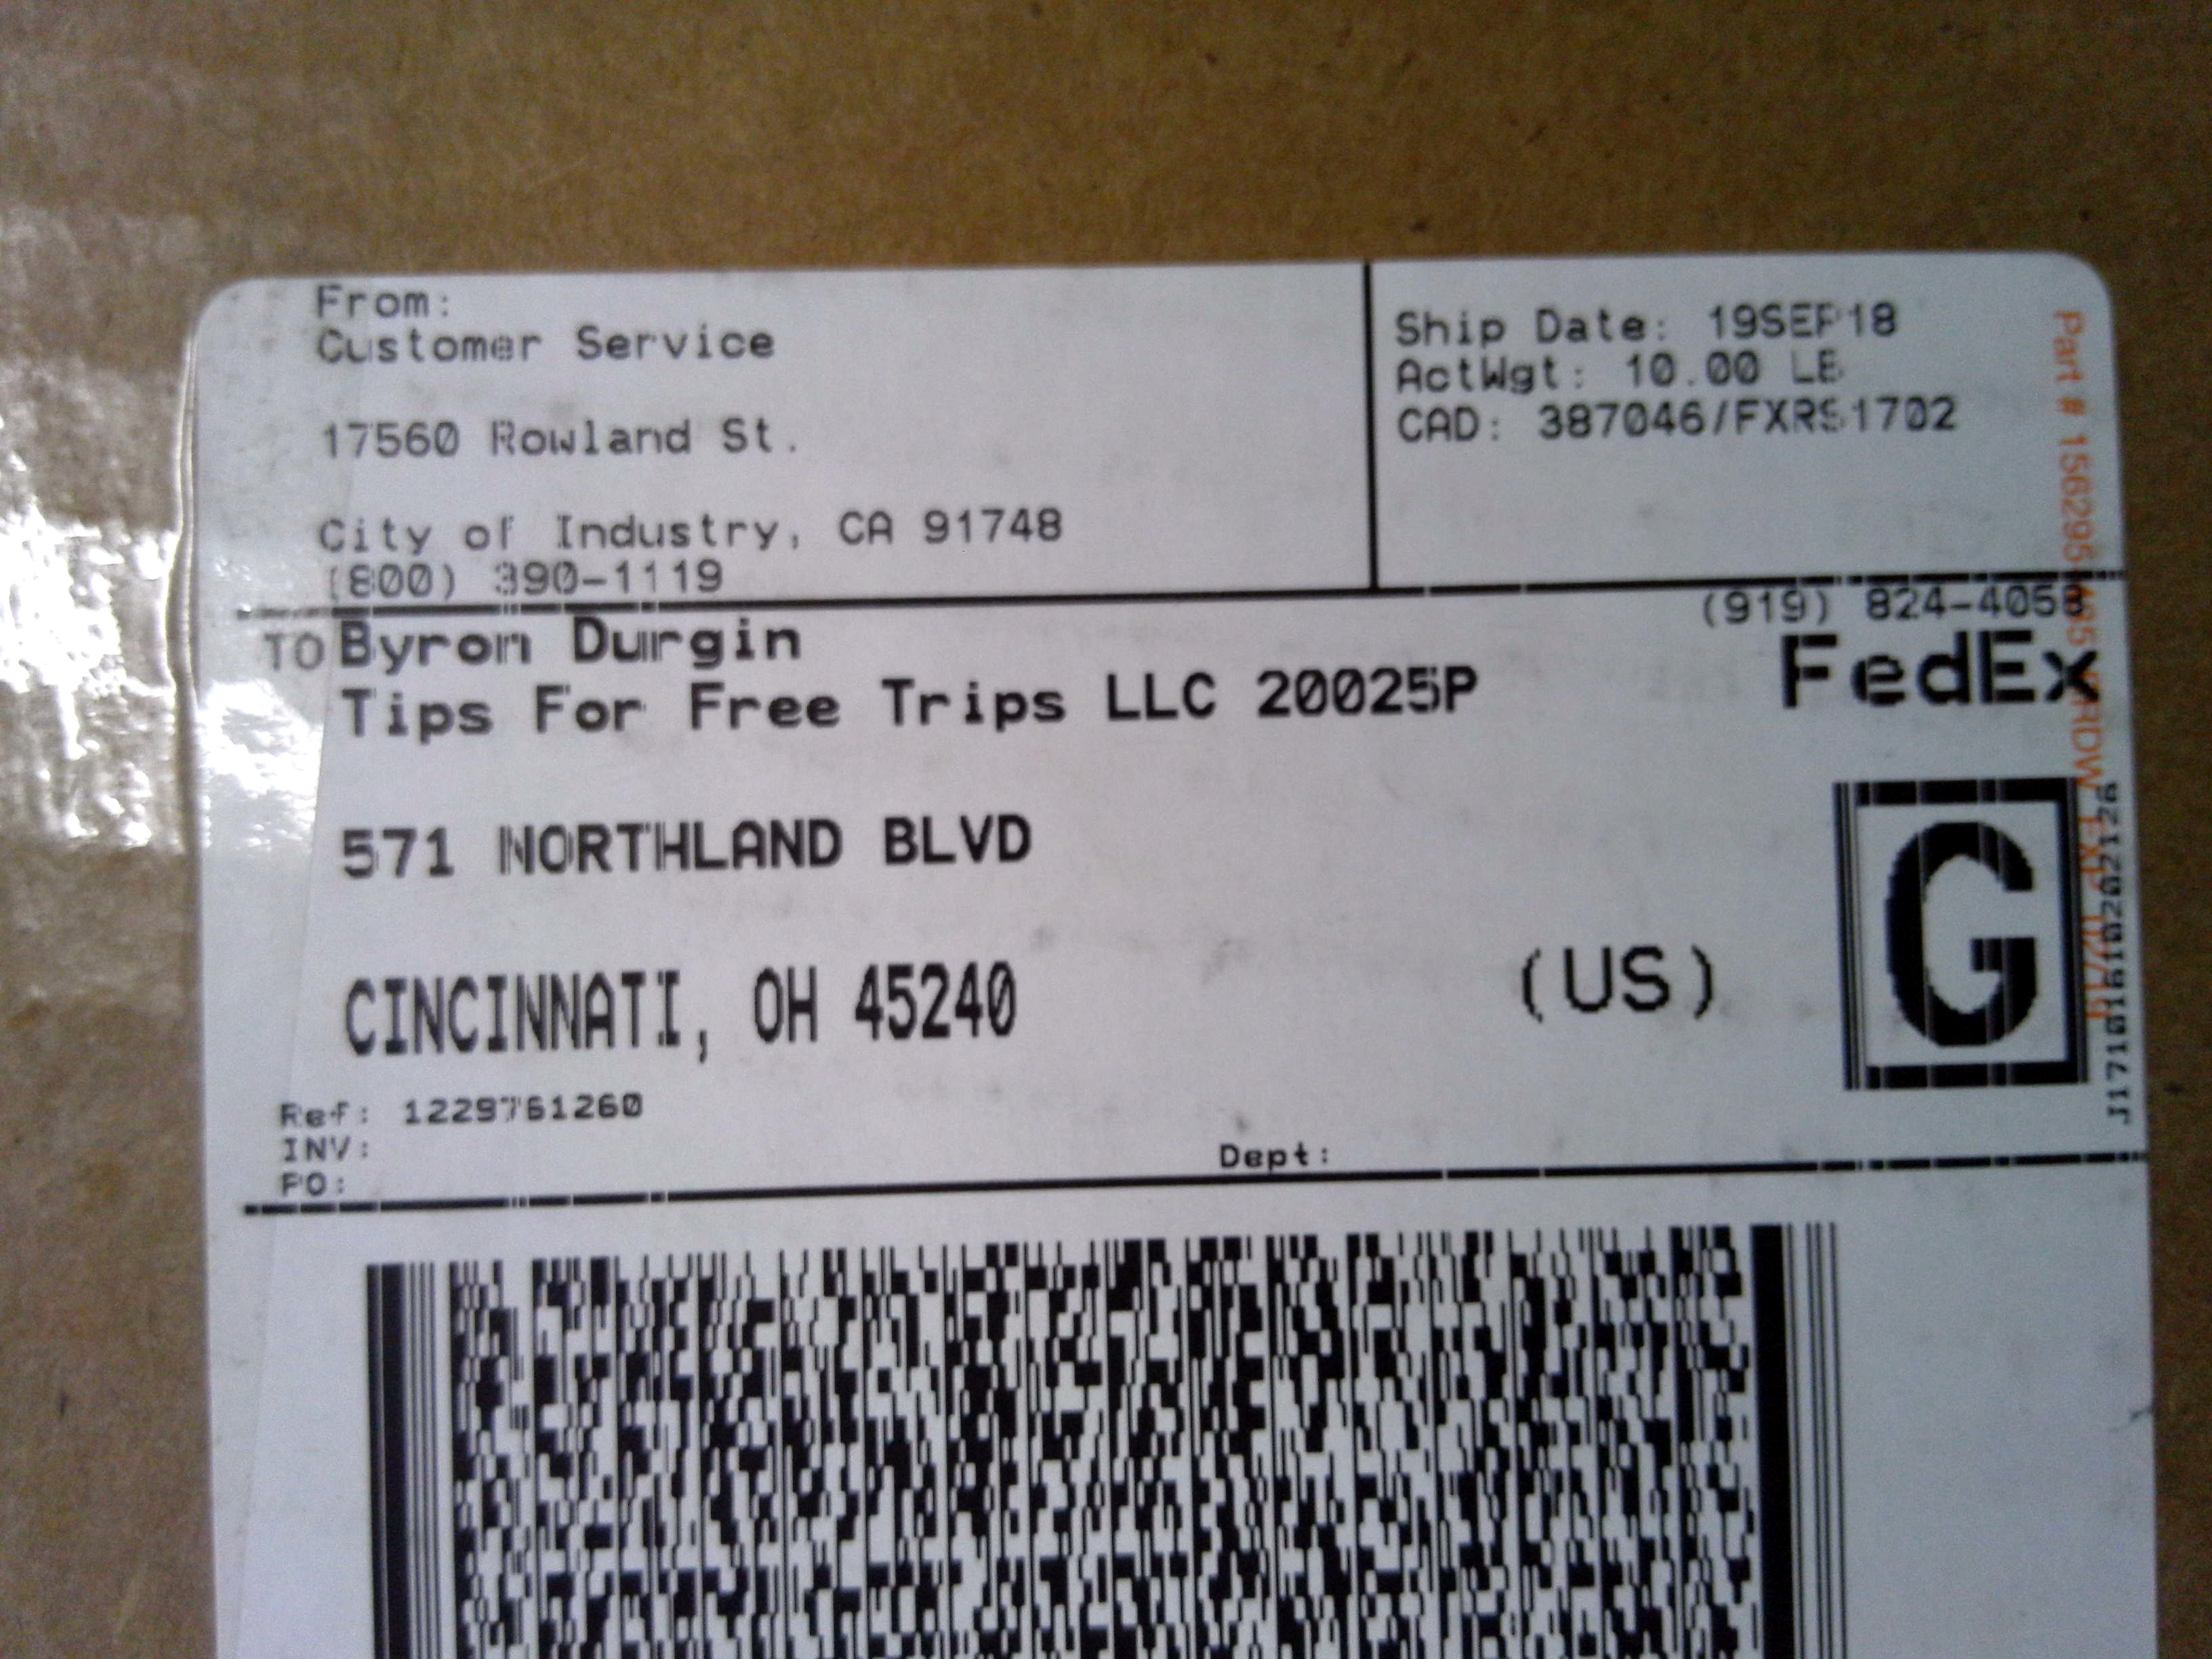 From:
Customer Service
17560 Rowland St.
City of Industry, CA 91748
(800) 390-1119
Ship Date: 19SEP18
ActWgt: 10.00 LB
CAD: 387046/FXRS1702
(919) 824-4058
TO Byron Durgin
Tips For Free Trips LLC 20025P
FedEx
571 NORTHLAND BLVD
G
CINCINNATI, OH 45240
(US)
Ref: 1229761260
INV:
PO:
Dept:
Part #